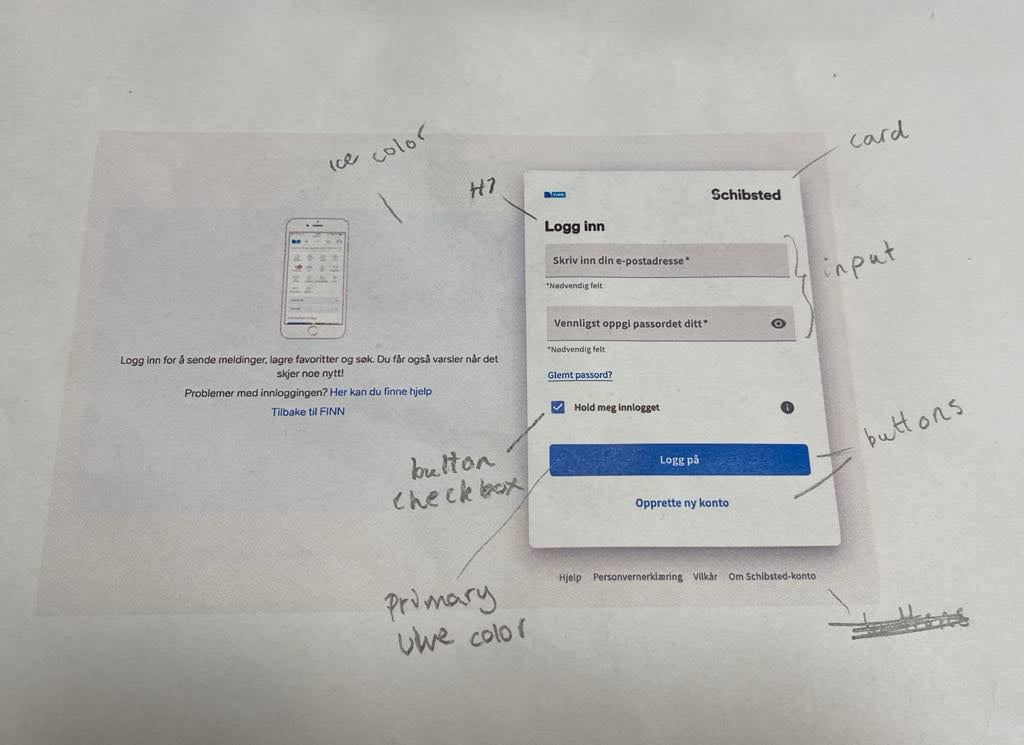 ice color
card
H1
FINN
Schibsted
Logg inn
Skriv inn din e-postadresse*
*Nødvendig felt
input
Vennligst oppgi passordet ditt*
*Nødvendig felt
Glemt passord?
Hold meg innlogget
Logg inn for å sende meldinger, lagre favoritter og søk. Du får også varsler når det
skjer noe nytt!
Problemer med innloggingen? Her kan du finne hjelp
Tilbake til FINN
button
checkbox
Logg på
buttons
Opprette ny konto
Hjelp Personvernerklæring Vilkår Om Schibsted-konto
primary
color